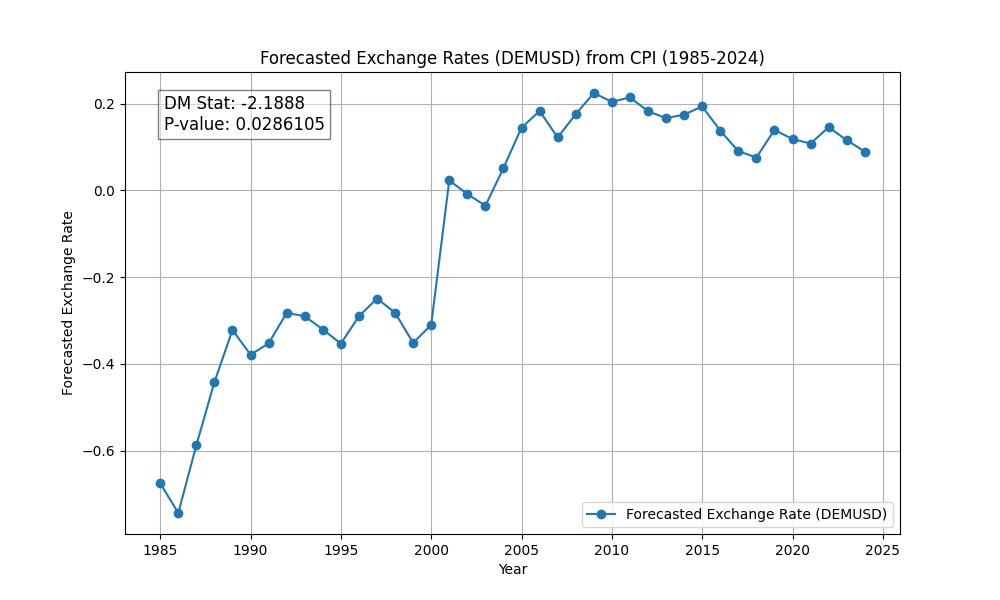 Forecasted Exchange Rates (DEMUSD) from CPI (1985-2024)
DM Stat: -2.1888
P-value: 0.0286105
Forecasted Exchange Rate
0.2
0.0
−0.2
−0.4
−0.6
Forecasted Exchange Rate (DEMUSD)
1985 1990 1995 2000 2005 2010 2015 2020 2025
Year